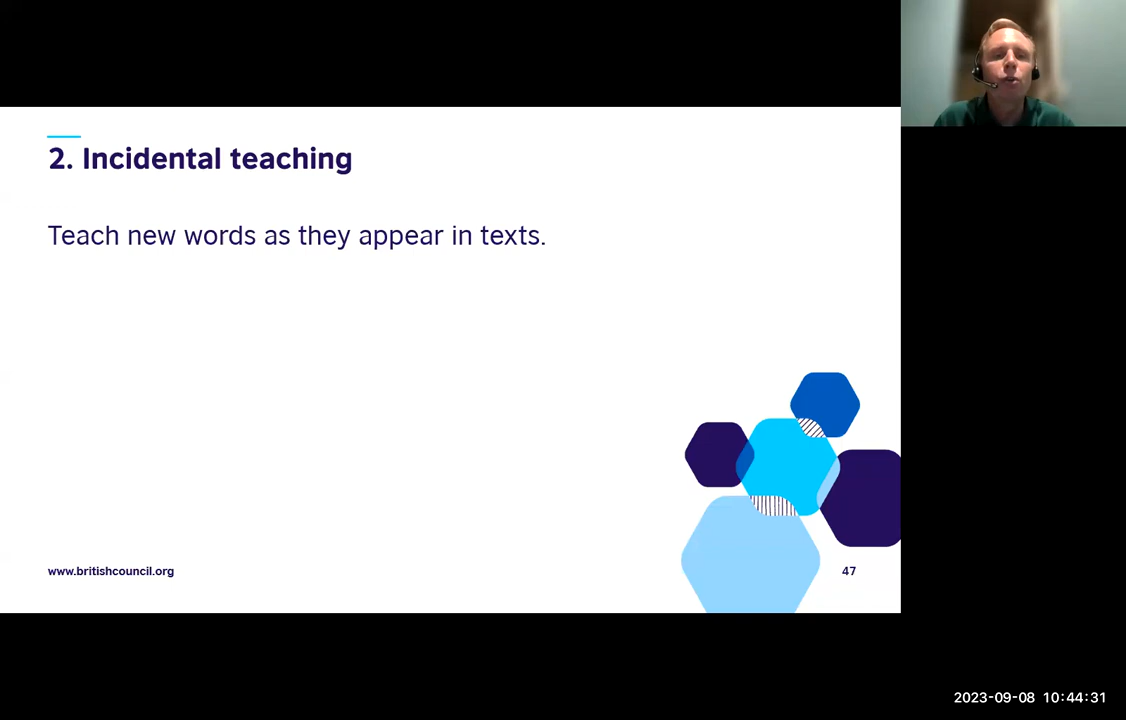 2. Incidental teaching
Teach new words as they appear in texts.
www.britishcouncil.org
47
2023-09-08 10:44:31